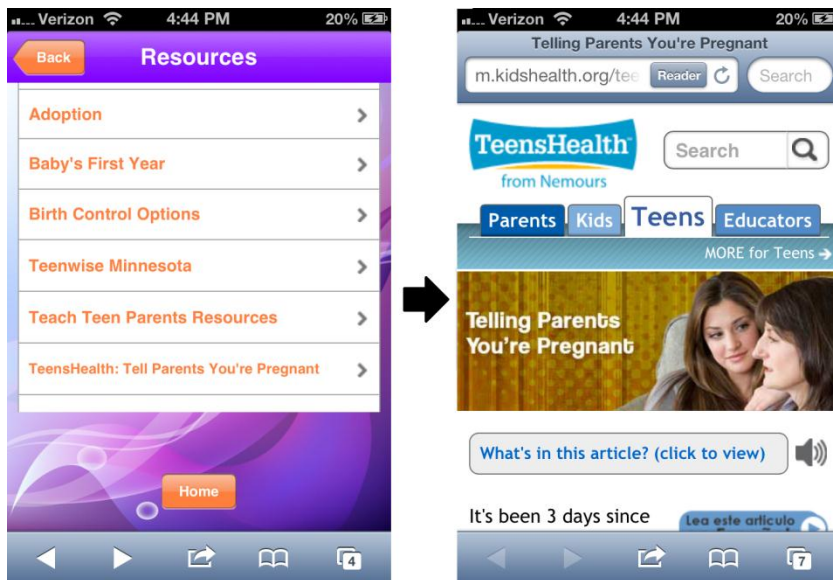 Verizon 4:44 PM 20%
Back
Resources
Adoption
Baby's First Year
Birth Control Options
Teenwise Minnesota
Teach Teen Parents Resources
TeensHealth: Tell Parents You're Pregnant
Home
4
Verizon 4:44 PM 20%
Telling Parents You're Pregnant
m.kidshealth.org/tee Reader Search
TeensHealth™
from Nemours
Search
Parents Kids Teens Educators
MORE for Teens
Telling Parents
You're Pregnant
What's in this article? (click to view)
It's been 3 days since
Lea este articulo
7